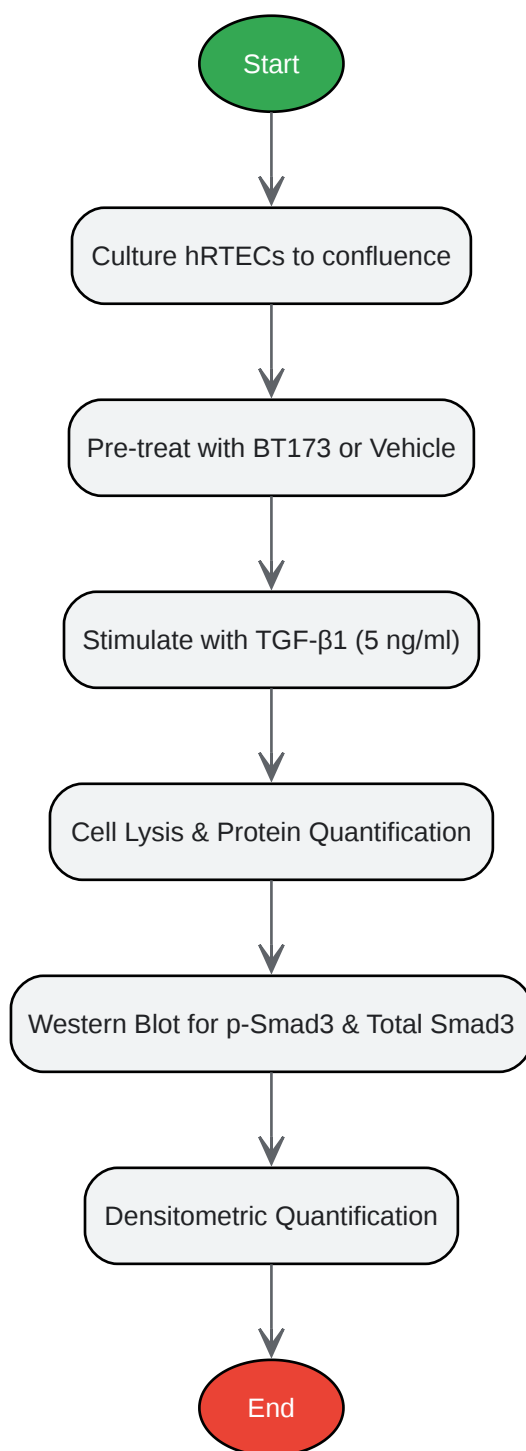 Start
Culture hRTECs to confluence
Pre-treat with BT173 or Vehicle
Stimulate with TGF-β1 (5 ng/ml)
Cell Lysis & Protein Quantification
Western Blot for p-Smad3 & Total Smad3
Densitometric Quantification
End